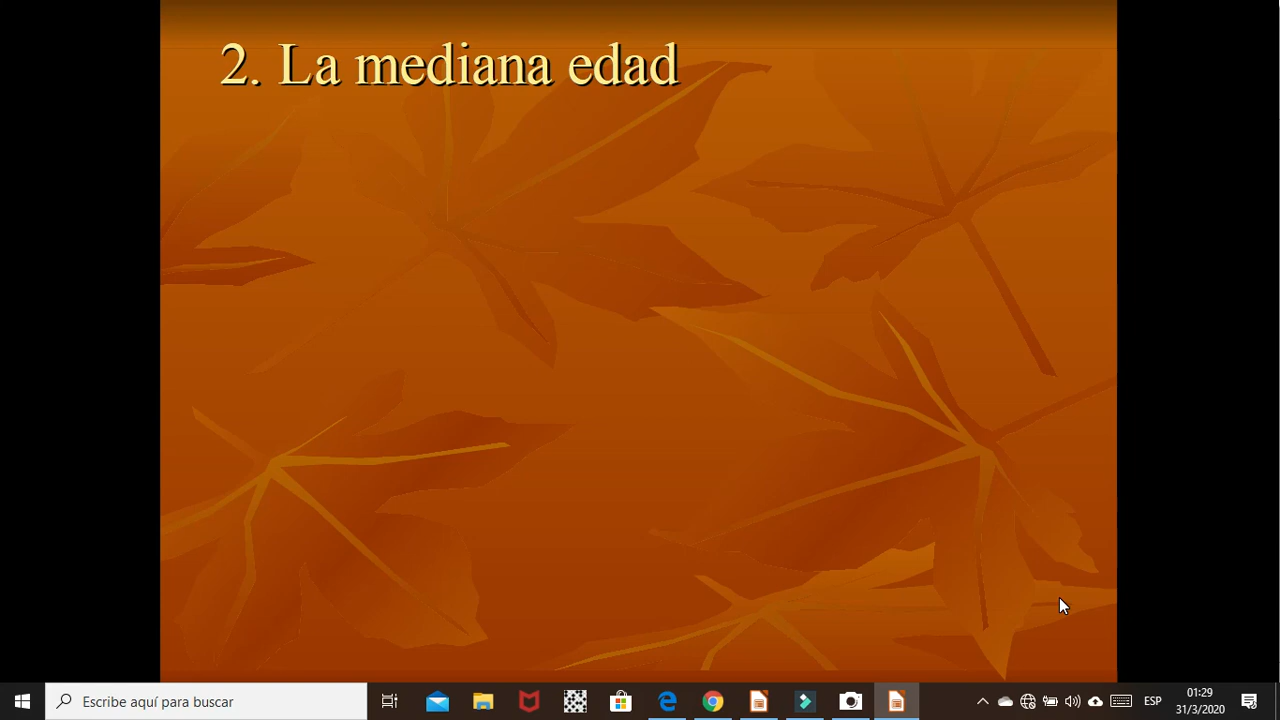 2. La mediana edad
Escribe aquí para buscar
ESP
01:29
31/3/2020